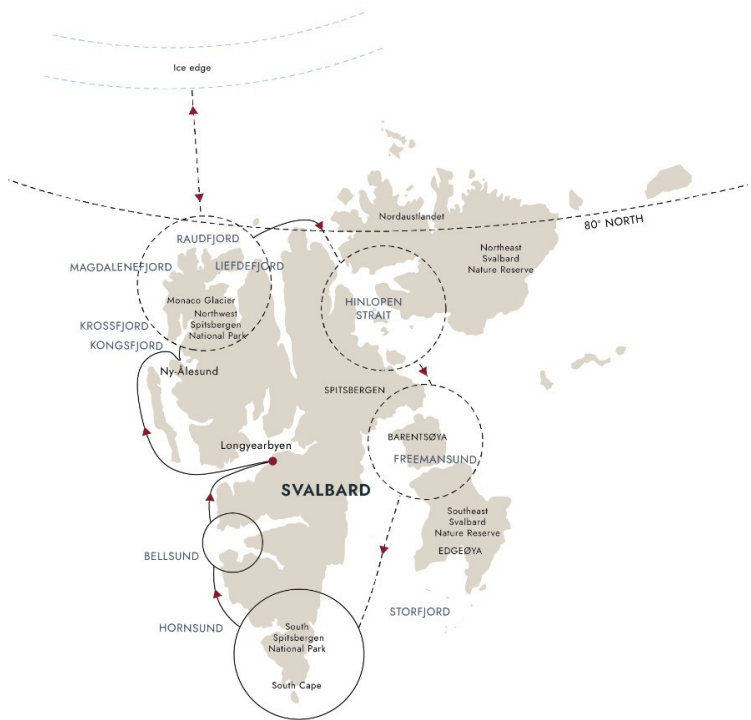 Ice edge
80° NORTH
Nordaustlandet
RAUDFJORD
Northeast
Svalbard
Nature Reserve
MAGDALENEFJORD
LIEFDEFJORD
Monaco Glacier
Northwest
Spitsbergen
National Park
HINLOPEN
STRAIT
KROSSFJORD
KONGSFJORD
Ny-Ålesund
SPITSBERGEN
BARENTSØYA
FREEMANSUND
Longyearbyen
SVALBARD
Southeast
Svalbard
Nature Reserve
EDGEØYA
BELLSUND
STORFJORD
HORNSUND
South
Spitsbergen
National Park
South Cape